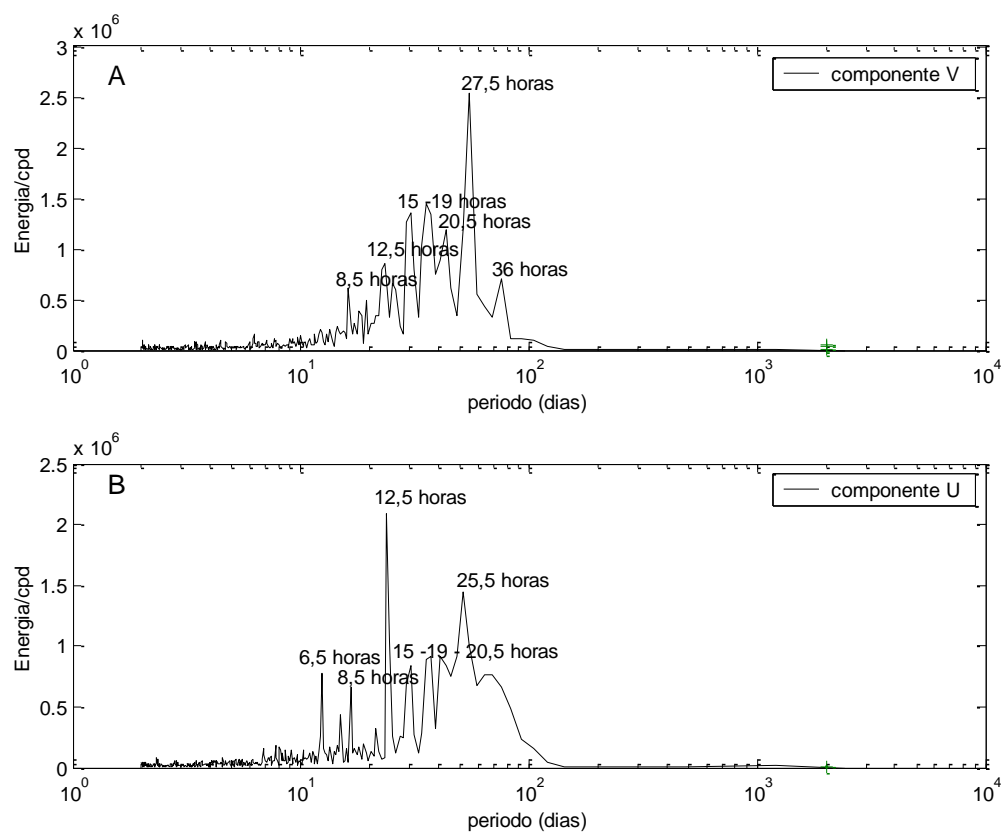 x 10^6
3
2.5
2
1.5
1
0.5
0
Energia/cpd
A
componente V
27,5 horas
15 -19 horas
20,5 horas
12,5 horas
8,5 horas
36 horas
10^0
10^1
10^2
10^3
10^4
periodo (dias)
x 10^6
2.5
2
1.5
1
0.5
0
Energia/cpd
B
componente U
12,5 horas
25,5 horas
15 -19 - 20,5 horas
6,5 horas
8,5 horas
10^0
10^1
10^2
10^3
10^4
periodo (dias)